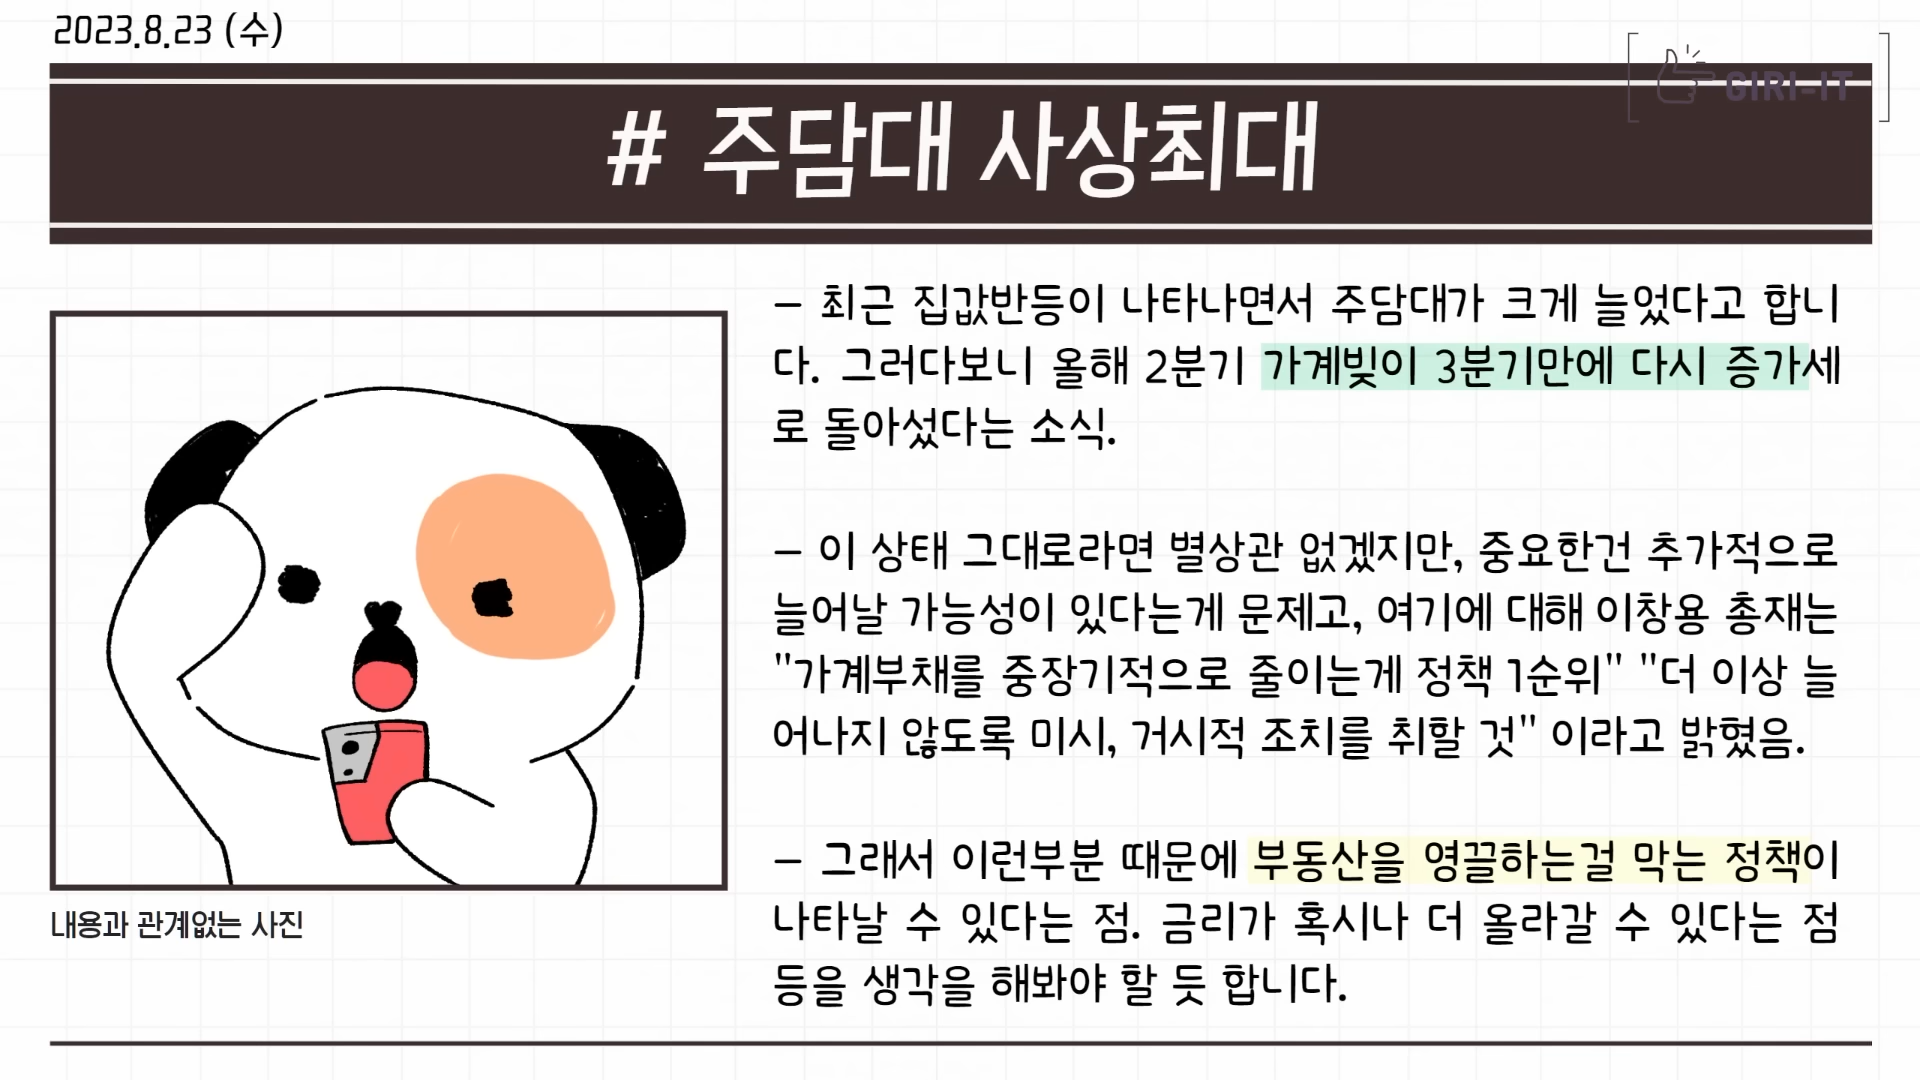 2023.8.23 (수)
GIRI-IT
# 주담대 사상최대
- 최근 집값반등이 나타나면서 주담대가 크게 늘었다고 합니
다. 그러다보니 올해 2분기 가계빚이 3분기만에 다시 증가세
로 돌아섰다는 소식.
- 이 상태 그대로라면 별상관 없겠지만, 중요한건 추가적으로
늘어날 가능성이 있다는게 문제고, 여기에 대해 이창용 총재는
"가계부채를 중장기적으로 줄이는게 정책 1순위" "더 이상 늘
어나지 않도록 미시, 거시적 조치를 취할 것" 이라고 밝혔음.
- 그래서 이런부분 때문에 부동산을 영끌하는걸 막는 정책이
나타날 수 있다는 점. 금리가 혹시나 더 올라갈 수 있다는 점
등을 생각을 해봐야 할 듯 합니다.
내용과 관계없는 사진